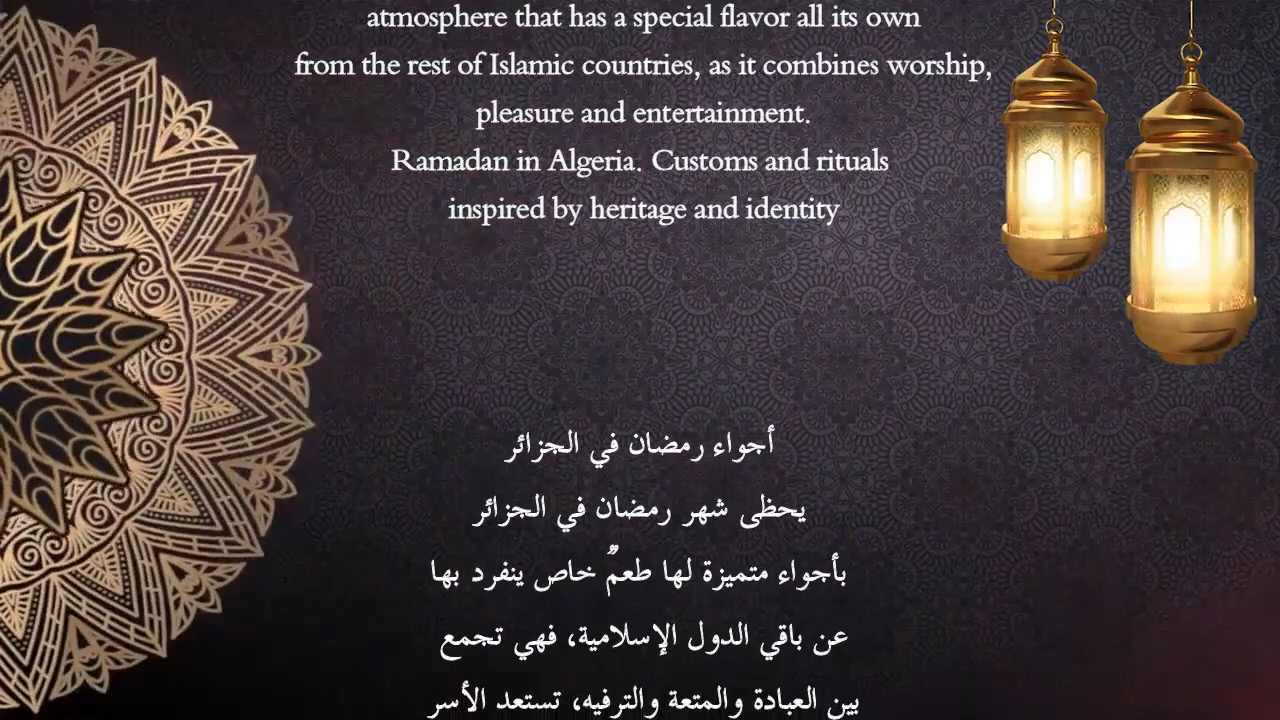 atmosphere that has a special flavor all its own
from the rest of Islamic countries, as it combines worship,
pleasure and entertainment.
Ramadan in Algeria. Customs and rituals
inspired by heritage and identity
أجواء رمضان في الجزائر
يحظى شهر رمضان في الجزائر
بأجواء متميزة لها طعمٌ خاص ينفرد بها
عن باقي الدول الإسلامية، فهي تجمع
بين العبادة والمتعة والترفيه، تستعد الأسر